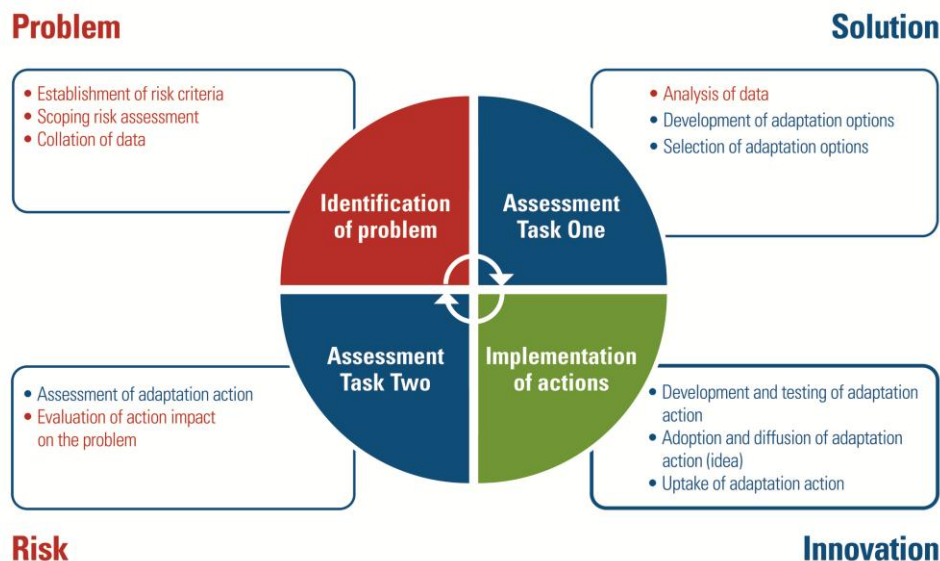 Problem
Solution
• Establishment of risk criteria
• Scoping risk assessment
• Collation of data
• Analysis of data
• Development of adaptation options
• Selection of adaptation options
Identification
of problem
Assessment
Task One
Assessment
Task Two
Implementation
of actions
• Assessment of adaptation action
• Evaluation of action impact
on the problem
• Development and testing of adaptation
action
• Adoption and diffusion of adaptation
action (idea)
• Uptake of adaptation action
Risk
Innovation